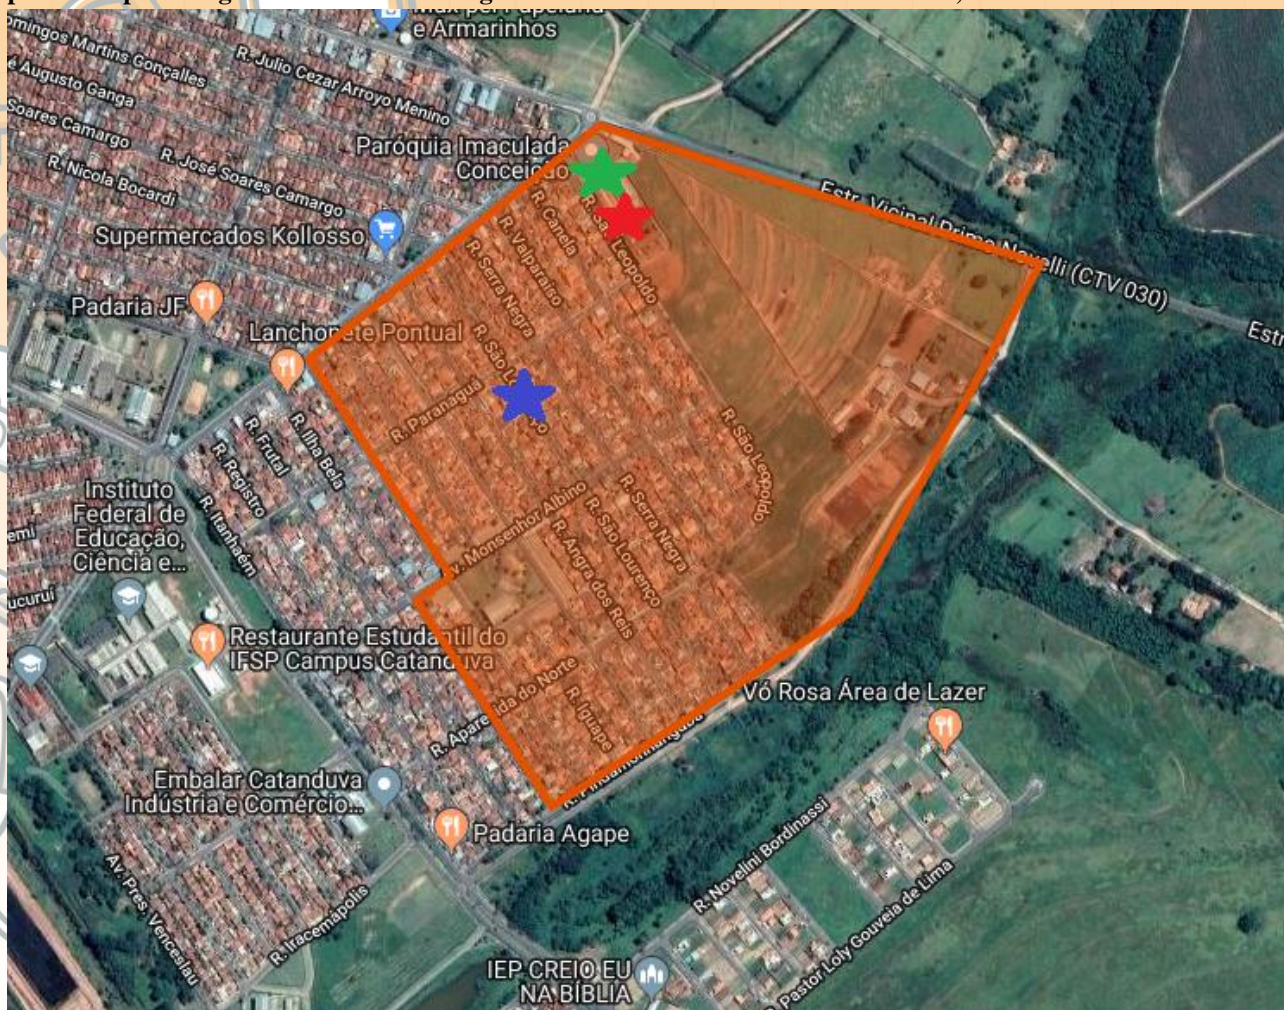 e Armarinhos
omingos Martins Gonçalles
R. Julio Cezar Arroyo Menino
é Augusto Ganga
Soares Camargo
R. José Soares Camargo
R. Nicola Bocardi
Paróquia Imaculada
Conceição
Supermercados Kollosso
Padaria JF
Lanchonete Pontual
Estr. Vicinal Primo Novelli (CTV 030)
Estr
R. Canela
R. Valparaíso
R. Serra Negra
Leopoldo
R. São
R. Paranaguá
R. São Leopoldo
R. Ilha Bela
R. Frutal
R. Registro
R. Itanhaém
v. Monsenhor Albino
R. Serra Negra
R. São Lourenço
R. Angra dos Reis
Instituto
Federal de
Educação,
Ciência e...
ucuruí
Restaurante Estudantil do
IFSP Campus Catanduva
R. Aparecida do Norte
R. Iguape
R. Pindamonhangaba
Vó Rosa Área de Lazer
Embalar Catanduva
Indústria e Comércio...
Padaria Agape
Av. Pres. Venceslau
R. Iracemápolis
R. Novelini Bordinassi
R. Pastor Loly Gouveia de Lima
IEP CREIO EU
NA BÍBLIA